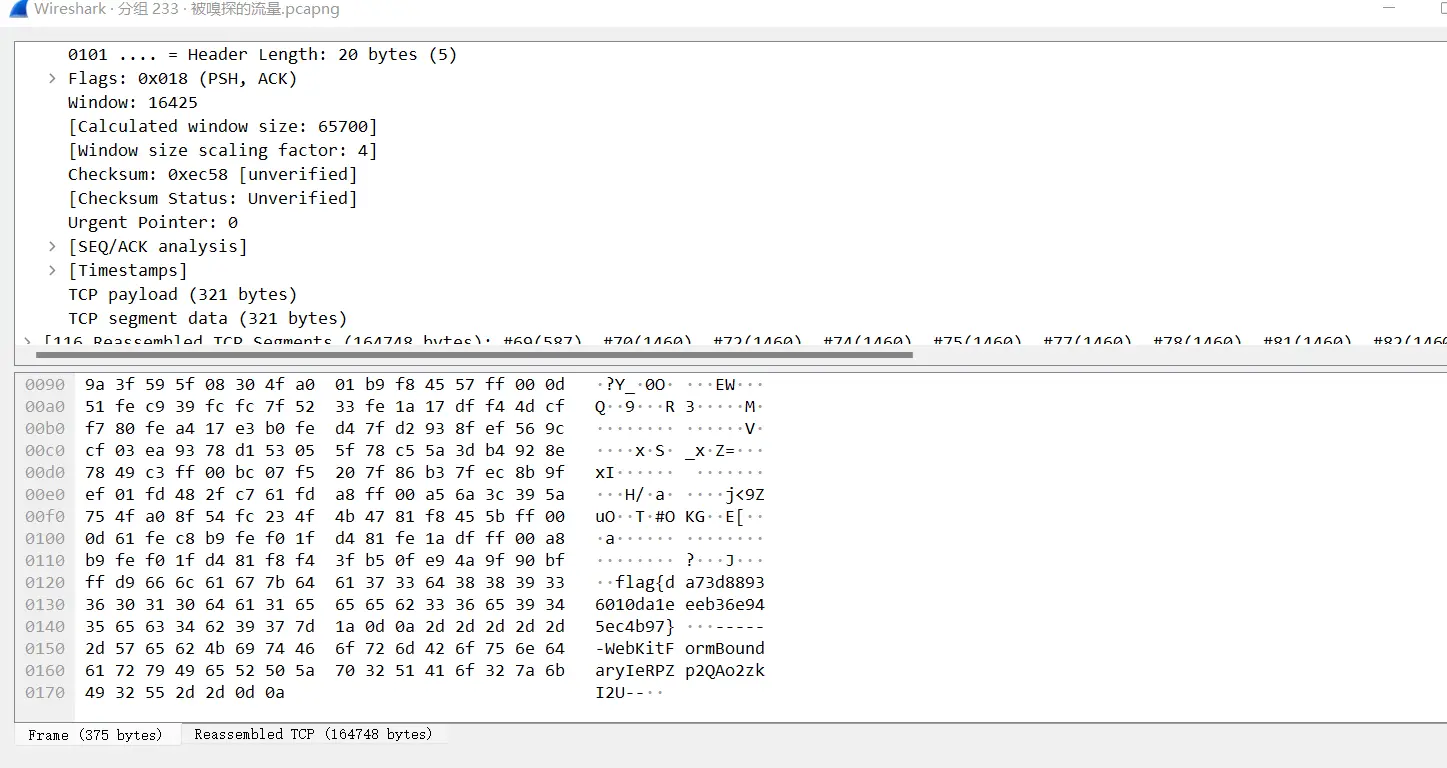 Wireshark · 分组 233 · 被嗅探的流量.pcapng
0101 .... = Header Length: 20 bytes (5)
> Flags: 0x018 (PSH, ACK)
Window: 16425
[Calculated window size: 65700]
[Window size scaling factor: 4]
Checksum: 0xec58 [unverified]
[Checksum Status: Unverified]
Urgent Pointer: 0
> [SEQ/ACK analysis]
> [Timestamps]
TCP payload (321 bytes)
TCP segment data (321 bytes)
> [116 Reassembled TCP Segments (164748 bytes): #69(587), #70(1460), #72(1460), #74(1460), #75(1460), #77(1460), #78(1460), #81(1460), #82(146
0090 9a 3f 59 5f 08 30 4f a0 01 b9 f8 45 57 ff 00 0d ·?Y_·0O· ···EW···
00a0 51 fe c9 39 fc fc 7f 52 33 fe 1a 17 df f4 4d cf Q··9···R 3·····M·
00b0 f7 80 fe a4 17 e3 b0 fe d4 7f d2 93 8f ef 56 9c ········ ······V·
00c0 cf 03 ea 93 78 d1 53 05 5f 78 c5 5a 3d b4 92 8e ····x·S· _x·Z=···
00d0 78 49 c3 ff 00 bc 07 f5 20 7f 86 b3 7f ec 8b 9f xI······ ·······
00e0 ef 01 fd 48 2f c7 61 fd a8 ff 00 a5 6a 3c 39 5a ···H/·a· ····j<9Z
00f0 75 4f a0 8f 54 fc 23 4f 4b 47 81 f8 45 5b ff 00 uO··T·#O KG··E[··
0100 0d 61 fe c8 b9 fe f0 1f d4 81 fe 1a df ff 00 a8 ·a······ ········
0110 b9 fe f0 1f d4 81 f8 f4 3f b5 0f e9 4a 9f 90 bf ········ ?···J···
0120 ff d9 66 6c 61 67 7b 64 61 37 33 64 38 38 39 33 ··flag{d a73d8893
0130 36 30 31 30 64 61 31 65 65 65 62 33 36 65 39 34 6010da1e eeb36e94
0140 35 65 63 34 62 39 37 7d 1a 0d 0a 2d 2d 2d 2d 2d 5ec4b97} ···-----
0150 2d 57 65 62 4b 69 74 46 6f 72 6d 42 6f 75 6e 64 -WebKitF ormBound
0160 61 72 79 49 65 52 50 5a 70 32 51 41 6f 32 7a 6b aryIeRPZ p2QAo2zk
0170 49 32 55 2d 2d 0d 0a I2U--··
Frame (375 bytes) Reassembled TCP (164748 bytes)